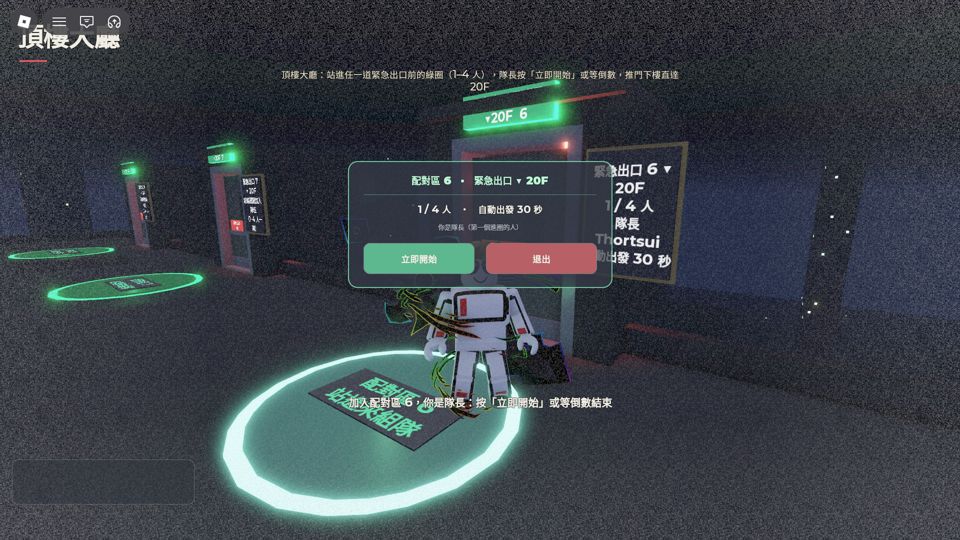 頂樓大廳
頂樓大廳：站進任一道緊急出口前的綠圈（1–4 人），隊長按「立即開始」或等倒數，推門下樓直達
20F
▾20F 6
配對區 6 • 緊急出口 ▾ 20F
1 / 4 人 • 自動出發 30 秒
你是隊長（第一個進圈的人）
立即開始
退出
緊急出口 6 ▾
20F
1 / 4 人
隊長
Thortsui
動出發 30 秒
配對區 6
站進來組隊
加入配對區 6，你是隊長：按「立即開始」或等倒數結束